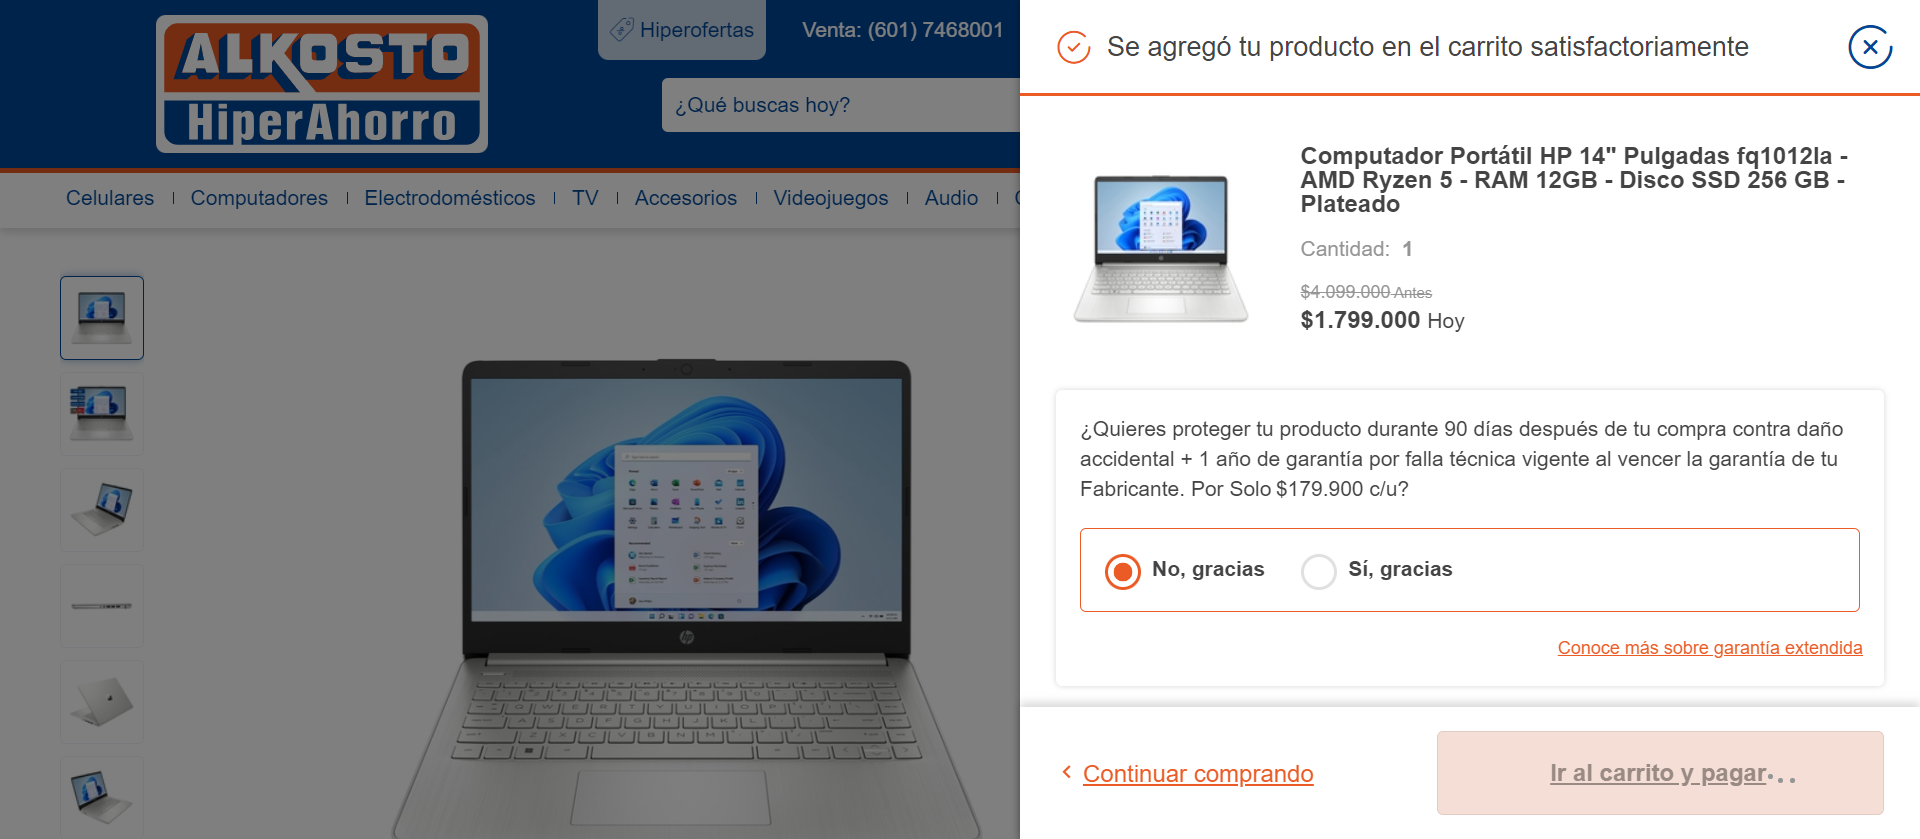 ALKOSTO
HiperAhorro
Hiperofertas
Venta: (601) 7468001
¿Qué buscas hoy?
Celulares
Computadores
Electrodomésticos
TV
Accesorios
Videojuegos
Audio
Se agregó tu producto en el carrito satisfactoriamente
Computador Portátil HP 14" Pulgadas fq1012la -
AMD Ryzen 5 - RAM 12GB - Disco SSD 256 GB -
Plateado
Cantidad: 1
$4.099.000 Antes
$1.799.000 Hoy
¿Quieres proteger tu producto durante 90 días después de tu compra contra daño
accidental + 1 año de garantía por falla técnica vigente al vencer la garantía de tu
Fabricante. Por Solo $179.900 c/u?
No, gracias
Sí, gracias
Conoce más sobre garantía extendida
Continuar comprando
Ir al carrito y pagar